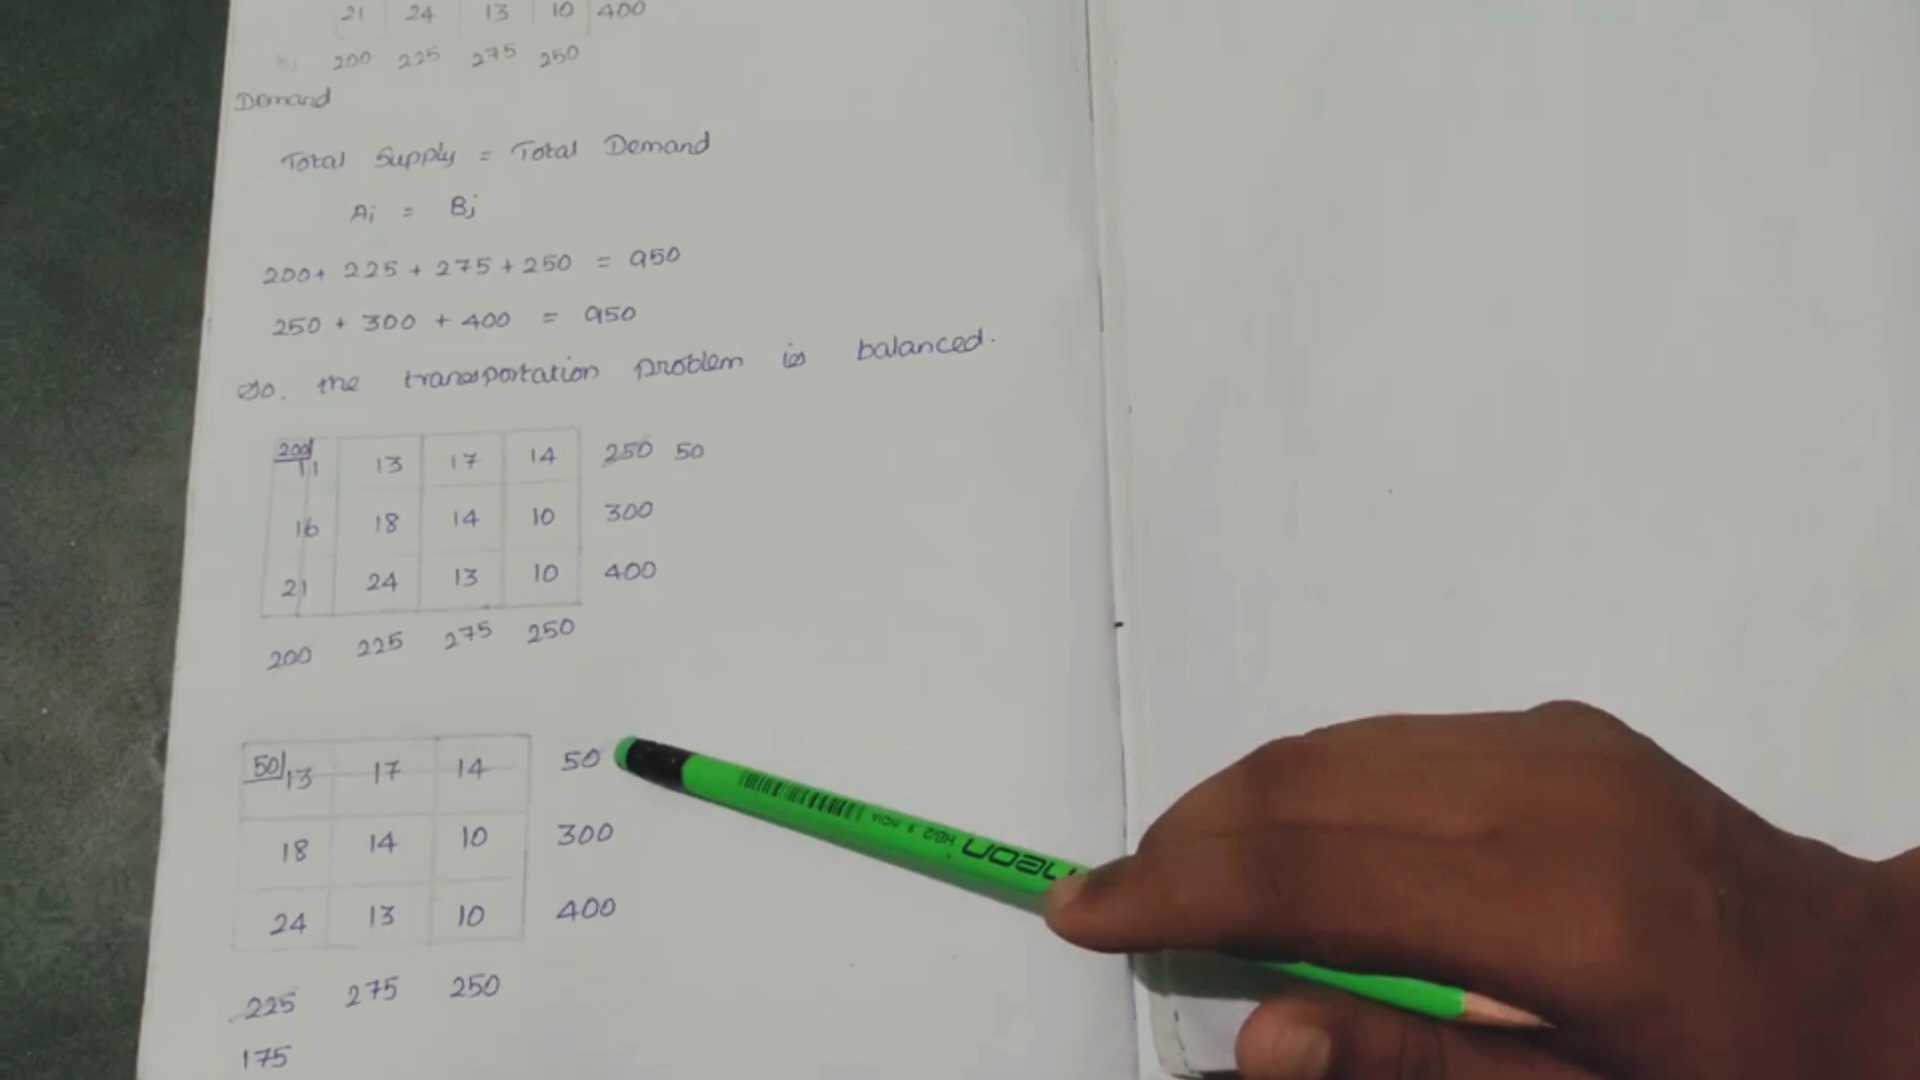 21 24 13 10 400
200 225 275 250
Demand
Total Supply = Total Demand
Ai = Bj
200+ 225 + 275 + 250 = 950
250 + 300 + 400 = 950
So. the transportation problem is balanced.
200 11 13 17 14 250 50
16 18 14 10 300
21 24 13 10 400
200 225 275 250
50 13 17 14 50
18 14 10 300
24 13 10 400
225 275 250
175
neon HB/2